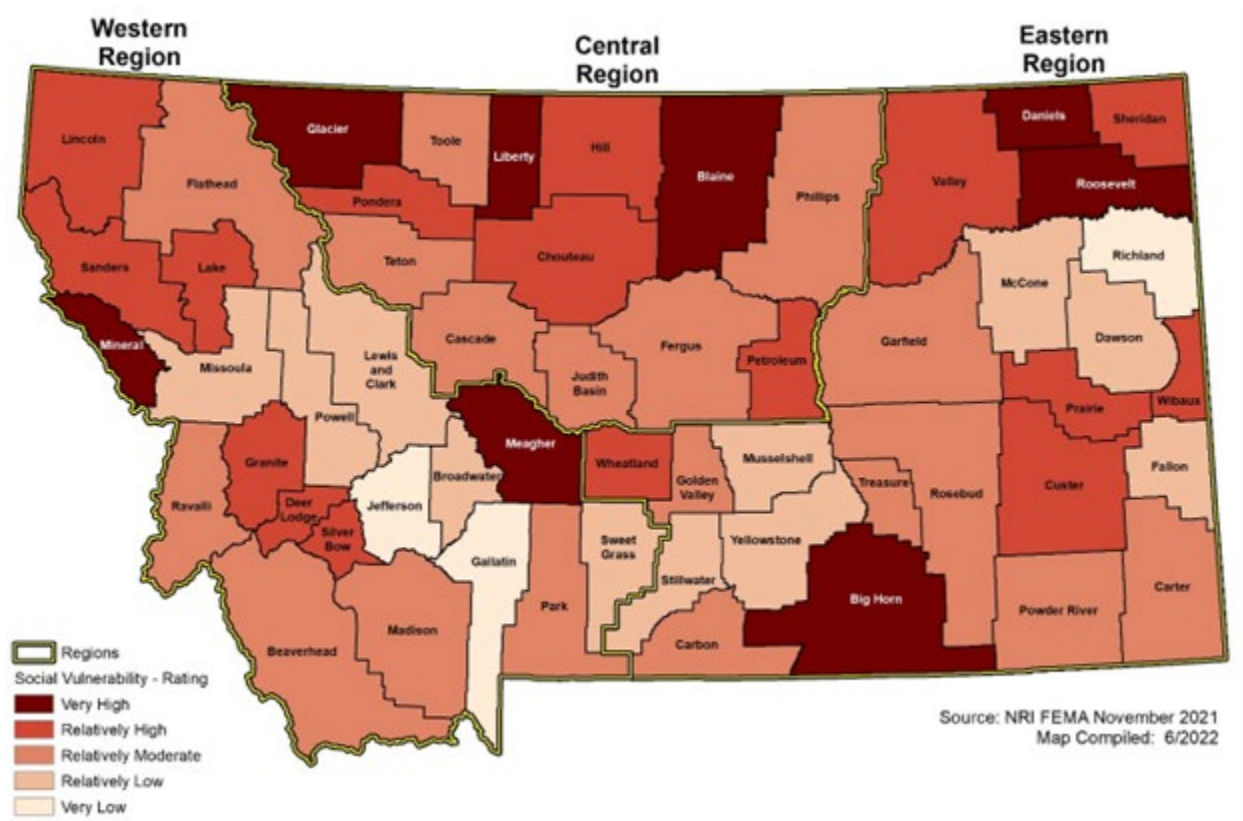 Western
Region
Central
Region
Eastern
Region
Lincoln
Flathead
Glacier
Toole
Liberty
Hill
Blaine
Phillips
Valley
Daniels
Sheridan
Roosevelt
Pondera
Sanders
Lake
Teton
Chouteau
McCone
Richland
Mineral
Missoula
Lewis
and
Clark
Cascade
Judith
Basin
Fergus
Petroleum
Garfield
Dawson
Prairie
Wibaux
Powell
Granite
Meagher
Wheatland
Golden
Valley
Musselshell
Treasure
Rosebud
Custer
Fallon
Ravalli
Deer
Lodge
Silver
Bow
Jefferson
Broadwater
Gallatin
Sweet
Grass
Stillwater
Yellowstone
Big Horn
Powder River
Carter
Beaverhead
Madison
Park
Carbon
Regions
Social Vulnerability - Rating
Very High
Relatively High
Relatively Moderate
Relatively Low
Very Low
Source: NRI FEMA November 2021
Map Compiled: 6/2022